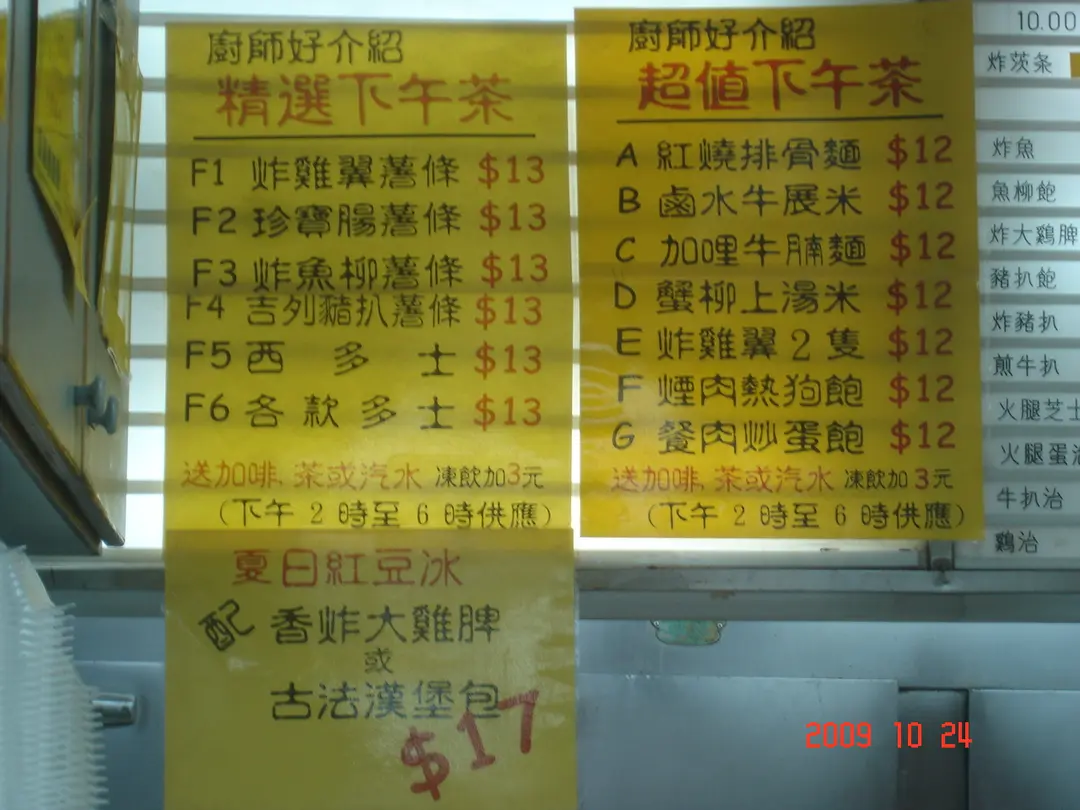 廚師好介紹
精選下午茶
F1 炸雞翼薯條 $13
F2 珍寶腸薯條 $13
F3 炸魚柳薯條 $13
F4 吉列豬扒薯條 $13
F5 西多士 $13
F6 各款多士 $13
送加啡、茶或汽水 凍飲加3元
(下午2時至6時供應)
夏日紅豆冰
配 香炸大雞脾
或
古法漢堡包
$17
廚師好介紹
超值下午茶
A 紅燒排骨麵 $12
B 鹵水牛展米 $12
C 加哩牛腩麵 $12
D 蟹柳上湯米 $12
E 炸雞翼2隻 $12
F 煙肉熱狗飽 $12
G 餐肉炒蛋飽 $12
送加啡、茶或汽水 凍飲加3元
(下午2時至6時供應)
10.00
炸茨条
炸魚
魚柳飽
炸大鷄脾
豬扒飽
炸豬扒
煎牛扒
火腿芝士
火腿蛋治
牛扒治
鷄治
2009 10 24